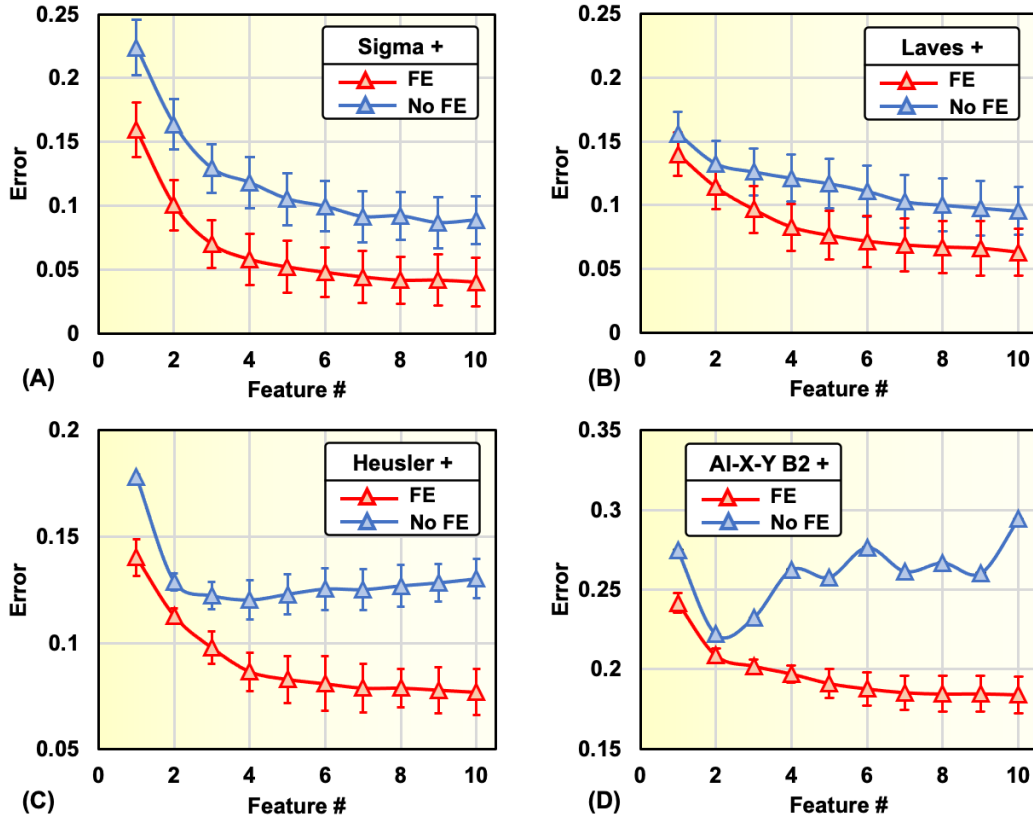 0.25
0.2
0.15
0.1
0.05
0
Error
Sigma +
FE
No FE
0
2
4
6
8
10
(A)
Feature #
0.25
0.2
0.15
0.1
0.05
0
Error
Laves +
FE
No FE
0
2
4
6
8
10
(B)
Feature #
0.2
0.15
0.1
0.05
Error
Heusler +
FE
No FE
0
2
4
6
8
10
(C)
Feature #
0.35
0.3
0.25
0.2
0.15
Error
Al-X-Y B2 +
FE
No FE
0
2
4
6
8
10
(D)
Feature #